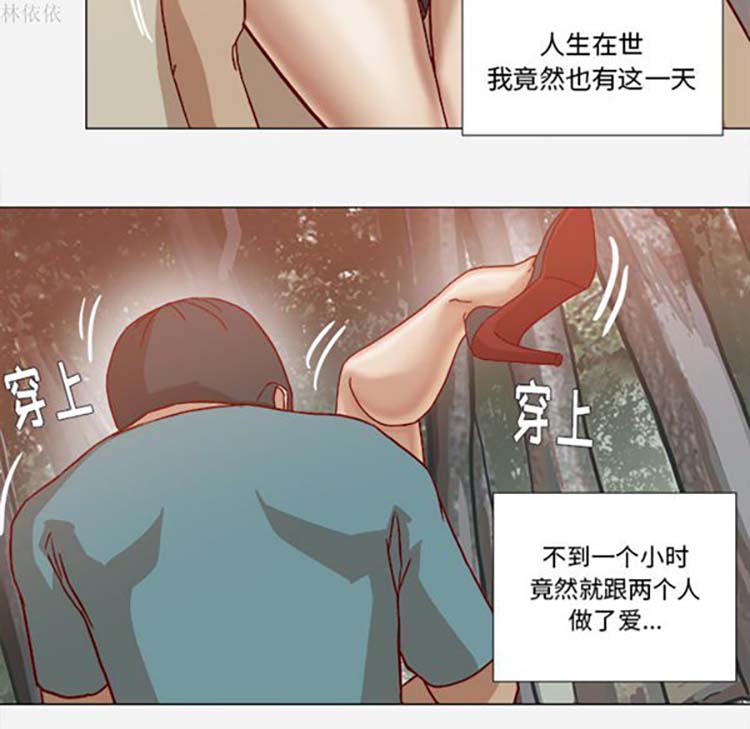 林依依
人生在世
我竟然也有这一天
穿上
穿上
不到一个小时
竟然就跟两个人
做了爱...